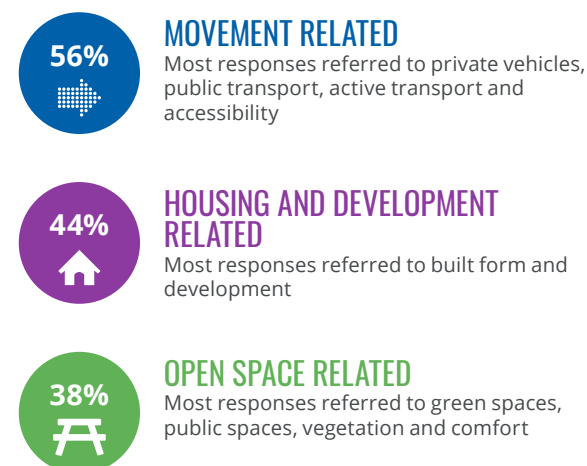 56%
MOVEMENT RELATED
Most responses referred to private vehicles,
public transport, active transport and
accessibility
44%
HOUSING AND DEVELOPMENT
RELATED
Most responses referred to built form and
development
38%
OPEN SPACE RELATED
Most responses referred to green spaces,
public spaces, vegetation and comfort